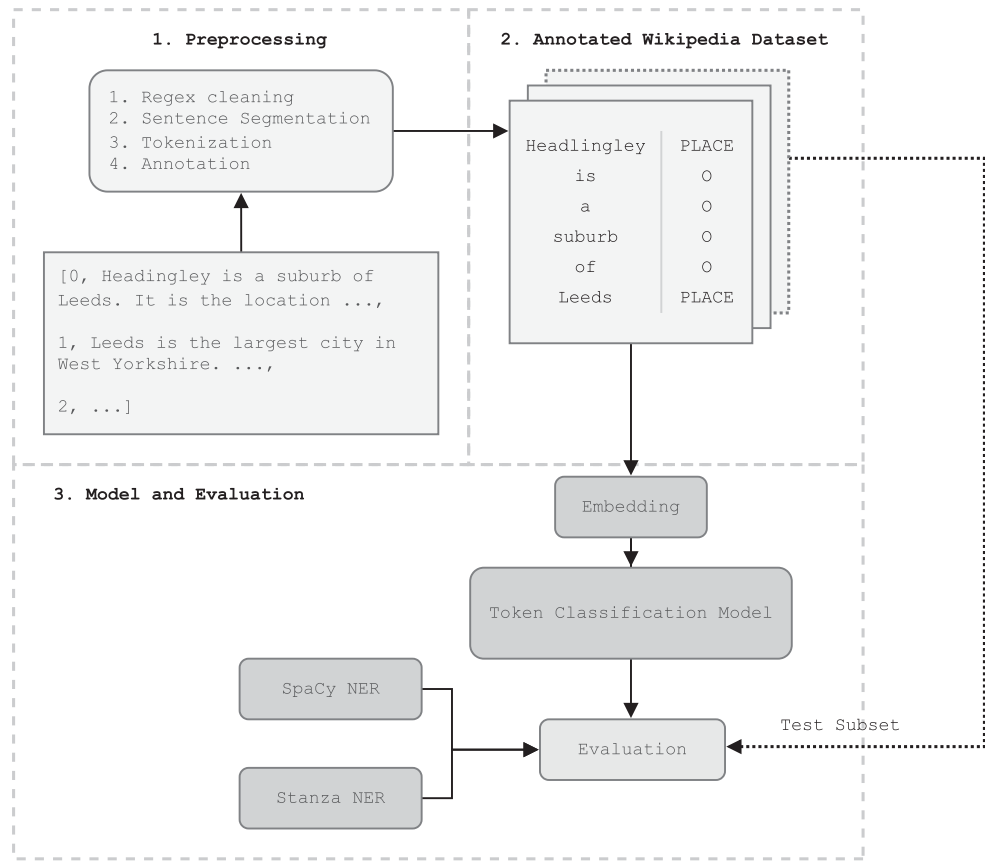 1. Preprocessing
1. Regex cleaning
2. Sentence Segmentation
3. Tokenization
4. Annotation
[0, Headingley is a suburb of
Leeds. It is the location ...,
1, Leeds is the largest city in
West Yorkshire. ...,
2, ...]
2. Annotated Wikipedia Dataset
Headlingley PLACE
is O
a O
suburb O
of O
Leeds PLACE
3. Model and Evaluation
Embedding
Token Classification Model
SpaCy NER
Stanza NER
Evaluation
Test Subset